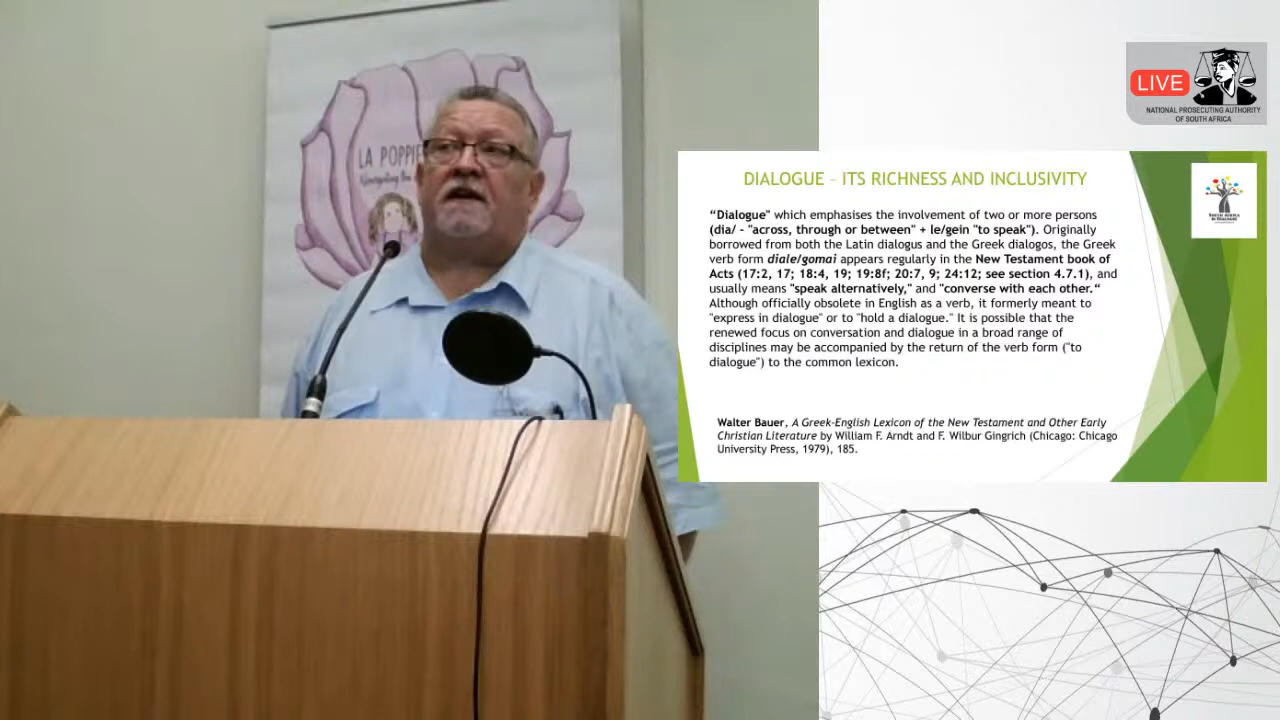 LA POPPIE
LIVE
NATIONAL PROSECUTING AUTHORITY
OF SOUTH AFRICA
DIALOGUE – ITS RICHNESS AND INCLUSIVITY
“Dialogue" which emphasises the involvement of two or more persons
(dia/ - "across, through or between" + le/gein "to speak"). Originally
borrowed from both the Latin dialogus and the Greek dialogos, the Greek
verb form diale/gomai appears regularly in the New Testament book of
Acts (17:2, 17; 18:4, 19; 19:8f; 20:7, 9; 24:12; see section 4.7.1), and
usually means "speak alternatively," and "converse with each other.“
Although officially obsolete in English as a verb, it formerly meant to
"express in dialogue" or to "hold a dialogue." It is possible that the
renewed focus on conversation and dialogue in a broad range of
disciplines may be accompanied by the return of the verb form ("to
dialogue") to the common lexicon.
Walter Bauer, A Greek-English Lexicon of the New Testament and Other Early
Christian Literature by William F. Arndt and F. Wilbur Gingrich (Chicago: Chicago
University Press, 1979), 185.
SOUTH AFRICA
IN DIALOGUE